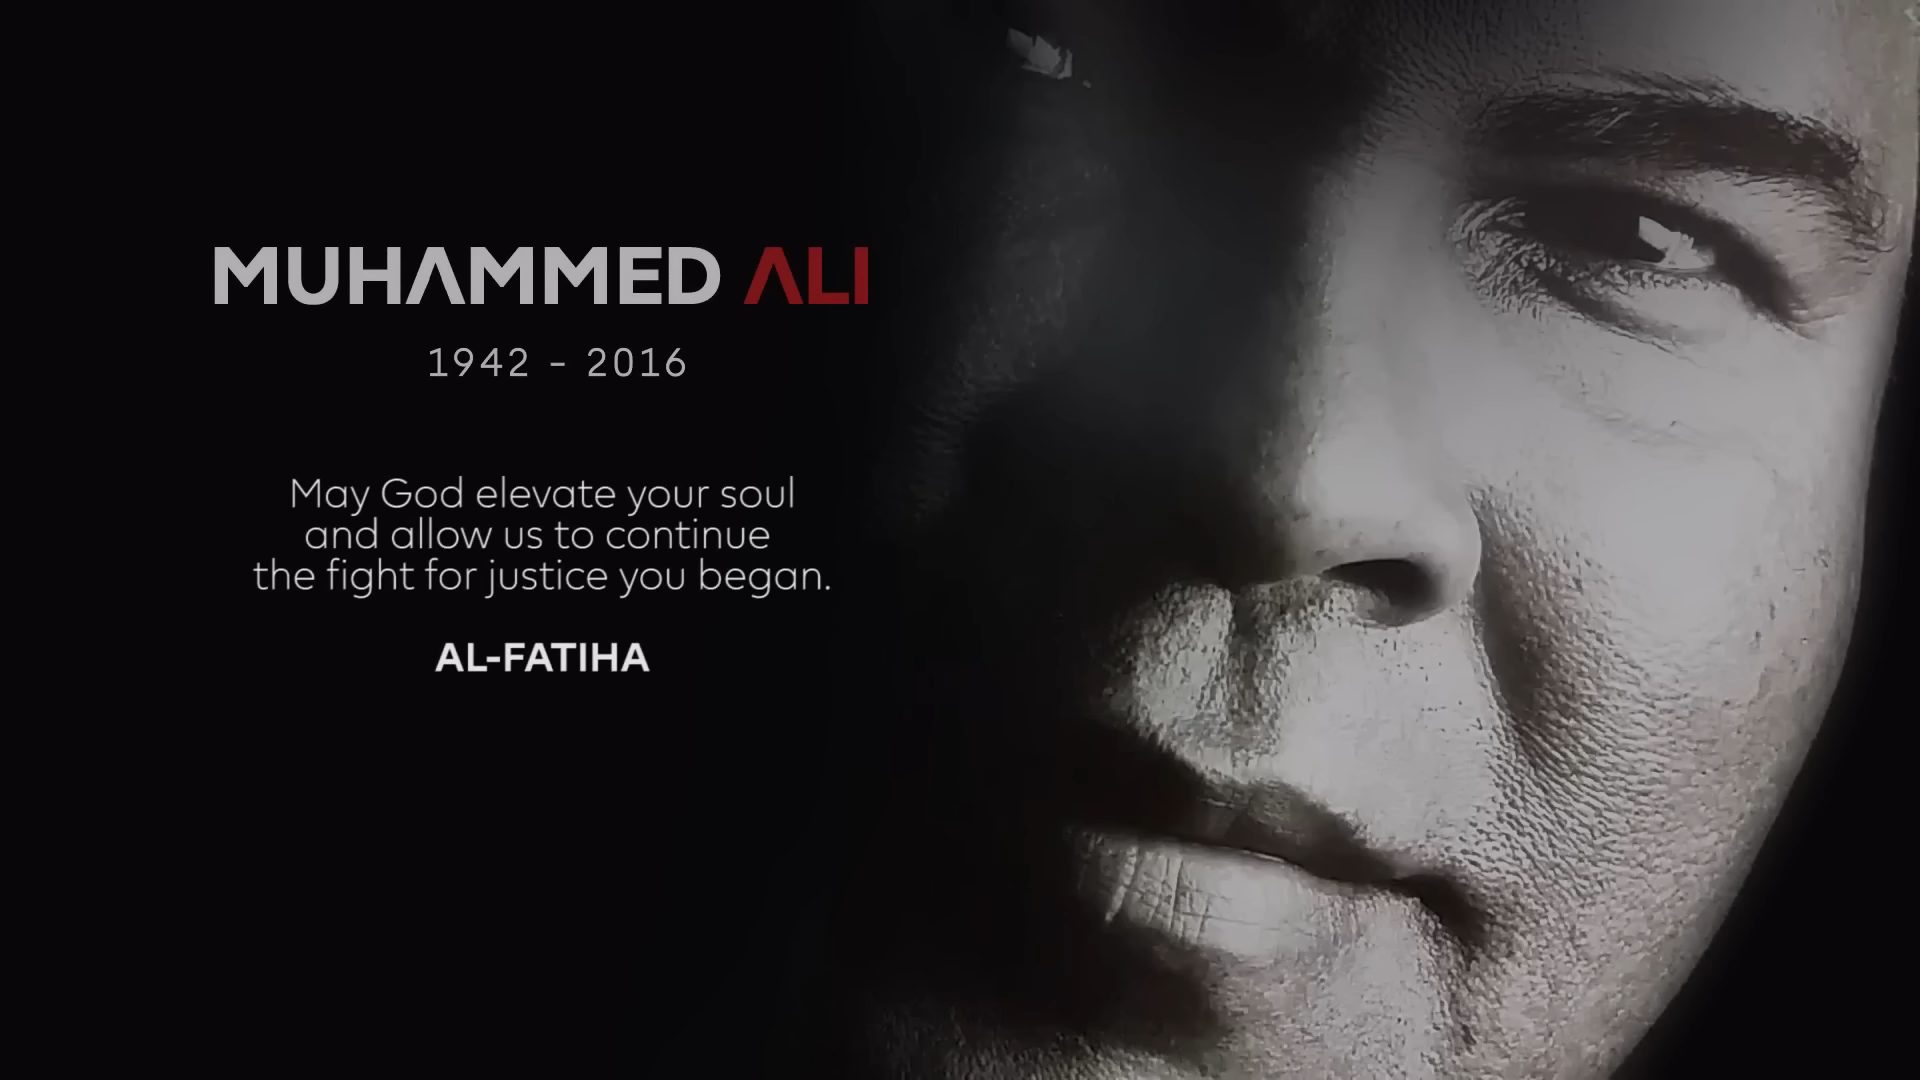 MUHAMMED ALI
1942 - 2016
May God elevate your soul
and allow us to continue
the fight for justice you began.
AL-FATIHA